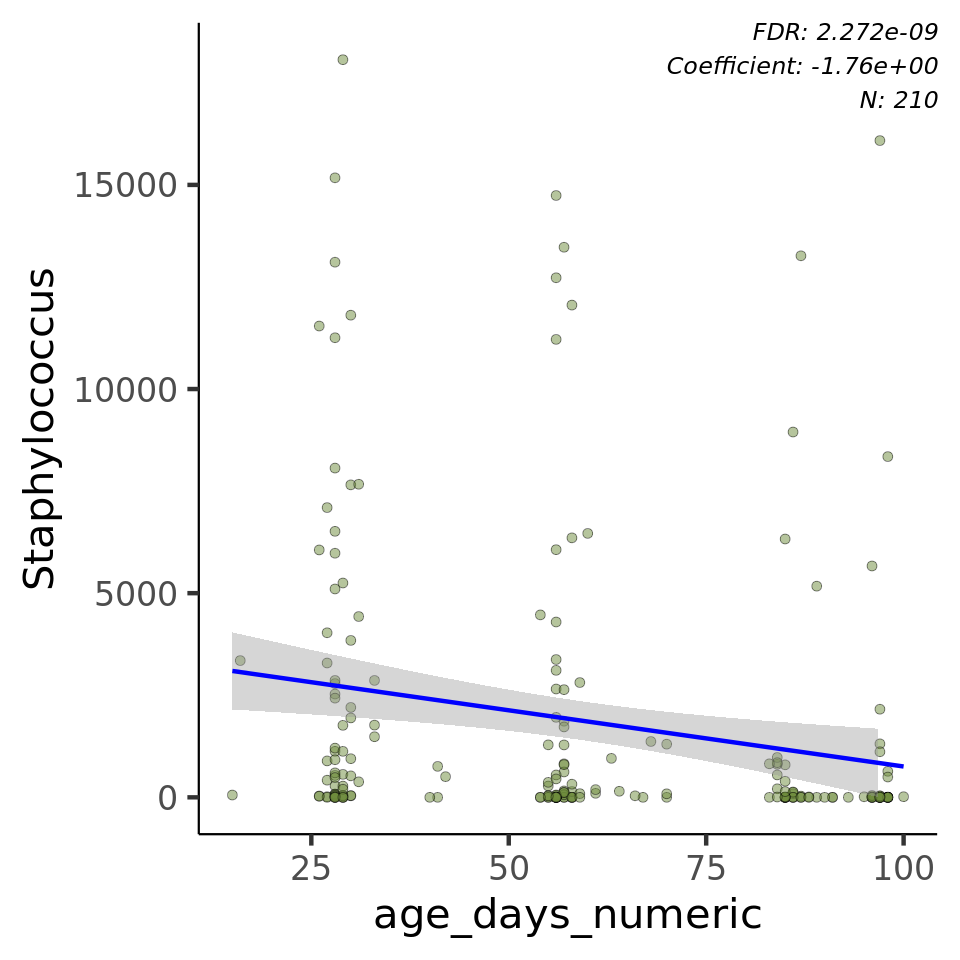 FDR: 2.272e-09
Coefficient: -1.76e+00
N: 210
Staphylococcus
15000
10000
5000
0
25 50 75 100
age_days_numeric